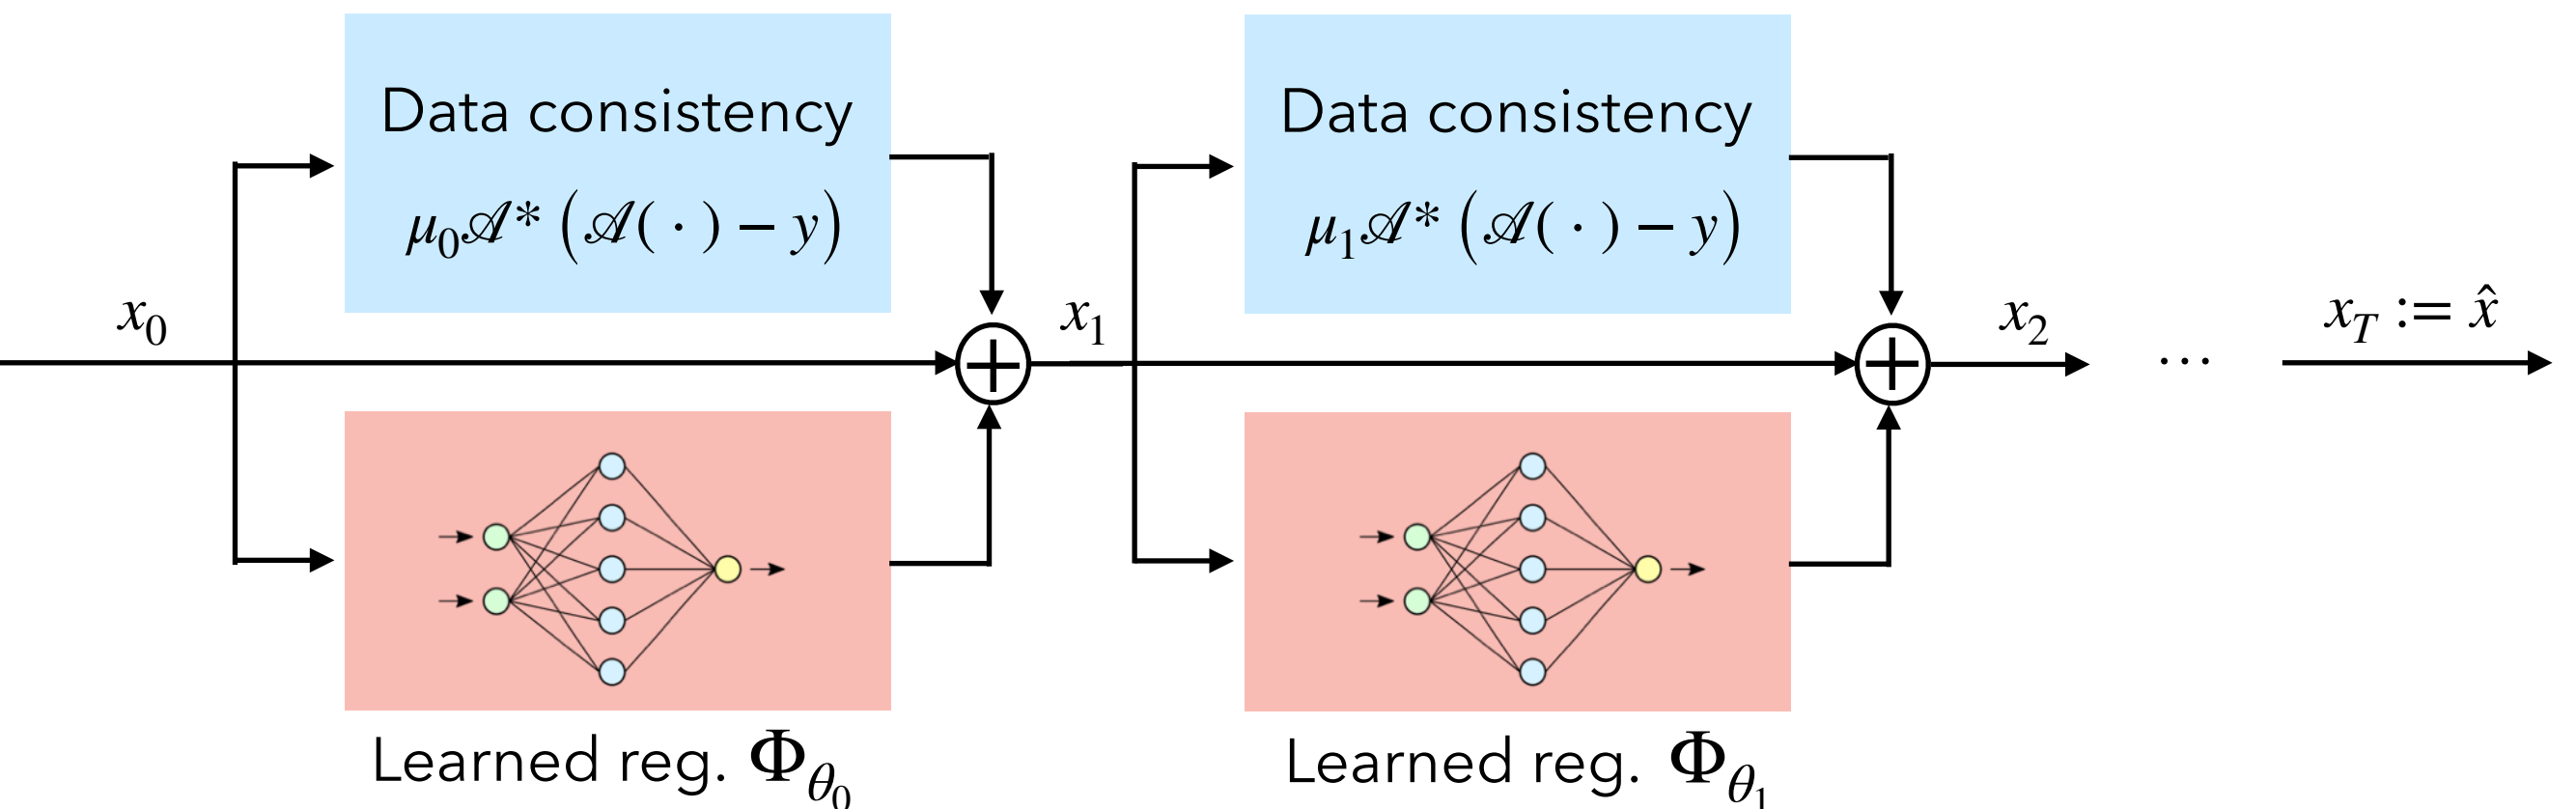 Data consistency
μ₀𝒜* (𝒜( · ) − y)
Data consistency
μ₁𝒜* (𝒜( · ) − y)
x₀
+
x₁
+
x₂
···
x_T := x̂
Learned reg. Φ_θ₀
Learned reg. Φ_θ₁